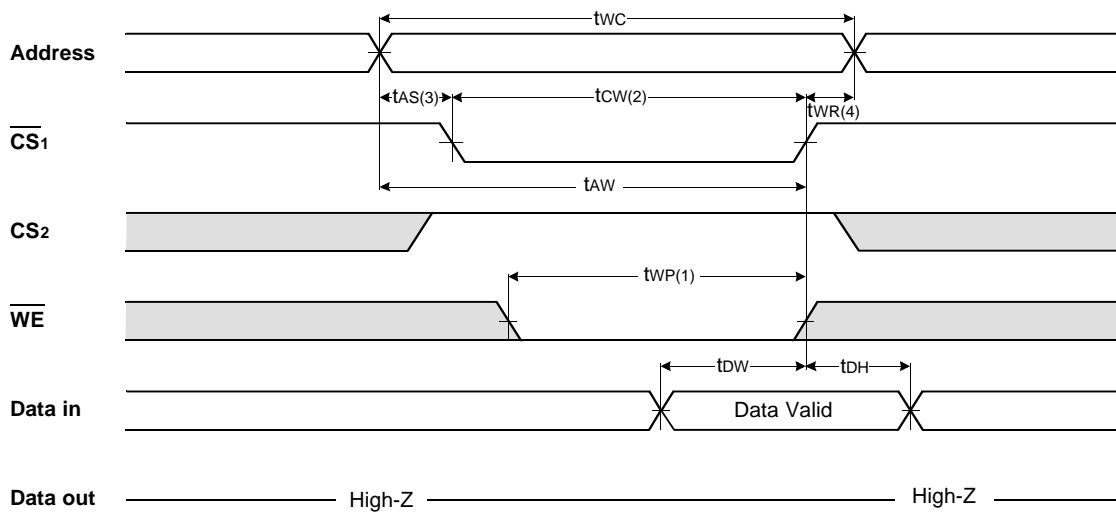 tWC
Address
tAS(3) tCW(2) tWR(4)
CS1
tAW
CS2
tWP(1)
WE
tDW tDH
Data in Data Valid
Data out High-Z High-Z